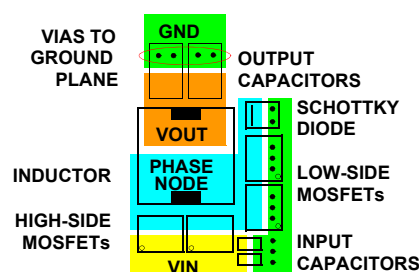 GND
VIAS TO
GROUND
PLANE
OUTPUT
CAPACITORS
SCHOTTKY
DIODE
VOUT
INDUCTOR
PHASE
NODE
LOW-SIDE
MOSFETs
HIGH-SIDE
MOSFETs
INPUT
CAPACITORS
VIN